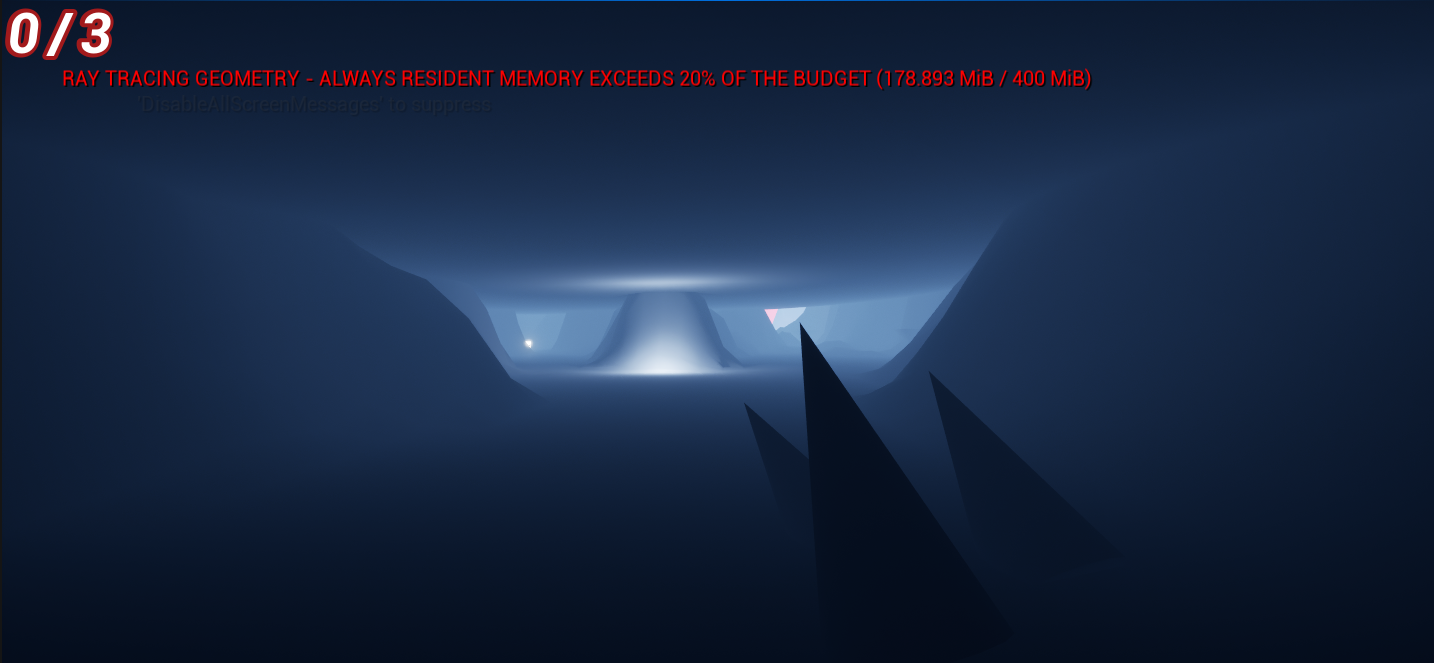 0/3
RAY TRACING GEOMETRY - ALWAYS RESIDENT MEMORY EXCEEDS 20% OF THE BUDGET (178.893 MiB / 400 MiB)
'DisableAllScreenMessages' to suppress